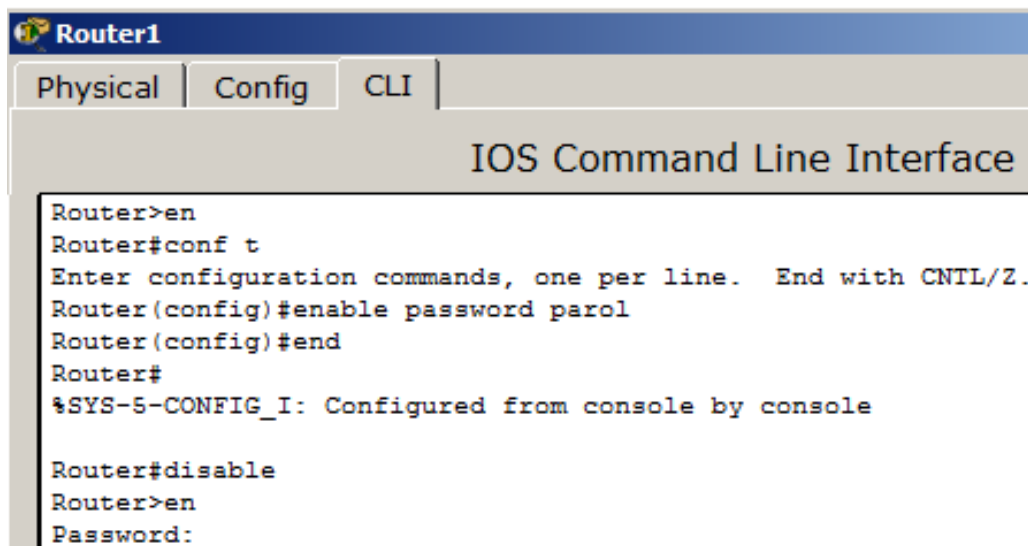 Router1
Physical Config CLI
IOS Command Line Interface
Router>en
Router#conf t
Enter configuration commands, one per line.  End with CNTL/Z.
Router(config)#enable password parol
Router(config)#end
Router#
%SYS-5-CONFIG_I: Configured from console by console
Router#disable
Router>en
Password: